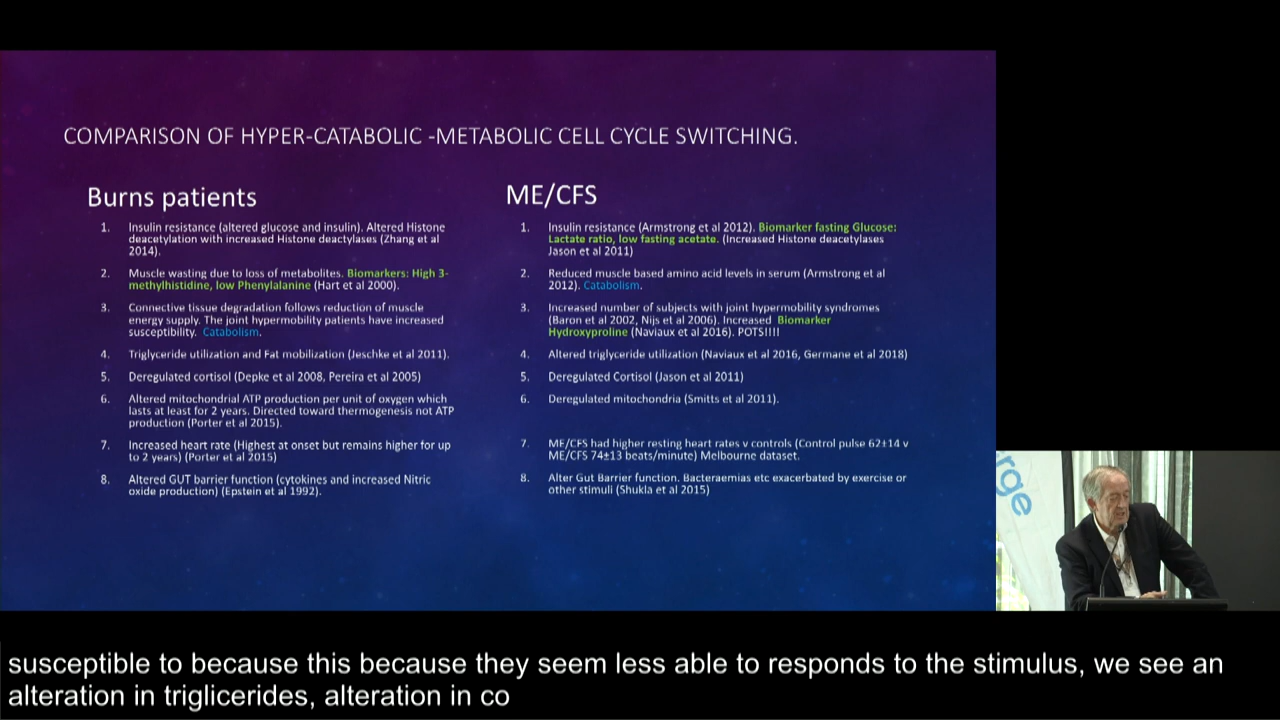 COMPARISON OF HYPER-CATABOLIC -METABOLIC CELL CYCLE SWITCHING.
Burns patients
1. Insulin resistance (altered glucose and insulin). Altered Histone
deacetylation with increased Histone deactylases (Zhang et al
2014).
2. Muscle wasting due to loss of metabolites. Biomarkers: High 3-
methylhistidine, low Phenylalanine (Hart et al 2000).
3. Connective tissue degradation follows reduction of muscle
energy supply. The joint hypermobility patients have increased
susceptibility. Catabolism.
4. Triglyceride utilization and Fat mobilization (Jeschke et al 2011).
5. Deregulated cortisol (Depke et al 2008, Pereira et al 2005)
6. Altered mitochondrial ATP production per unit of oxygen which
lasts at least for 2 years. Directed toward thermogenesis not ATP
production (Porter et al 2015).
7. Increased heart rate (Highest at onset but remains higher for up
to 2 years) (Porter et al 2015)
8. Altered GUT barrier function (cytokines and increased Nitric
oxide production) (Epstein et al 1992).
ME/CFS
1. Insulin resistance (Armstrong et al 2012). Biomarker fasting Glucose:
Lactate ratio, low fasting acetate. (Increased Histone deacetylases
Jason et al 2011)
2. Reduced muscle based amino acid levels in serum (Armstrong et al
2012). Catabolism.
3. Increased number of subjects with joint hypermobility syndromes
(Baron et al 2002, Nijs et al 2006). Increased Biomarker
Hydroxyproline (Naviaux et al 2016). POTS!!!!
4. Altered triglyceride utilization (Naviaux et al 2016, Germane et al 2018)
5. Deregulated Cortisol (Jason et al 2011)
6. Deregulated mitochondria (Smitts et al 2011).
7. ME/CFS had higher resting heart rates v controls (Control pulse 62±14 v
ME/CFS 74±13 beats/minute) Melbourne dataset.
8. Alter Gut Barrier function. Bacteraemias etc exacerbated by exercise or
other stimuli (Shukla et al 2015)
rge
susceptible to because this because they seem less able to responds to the stimulus, we see an
alteration in triglicerides, alteration in co